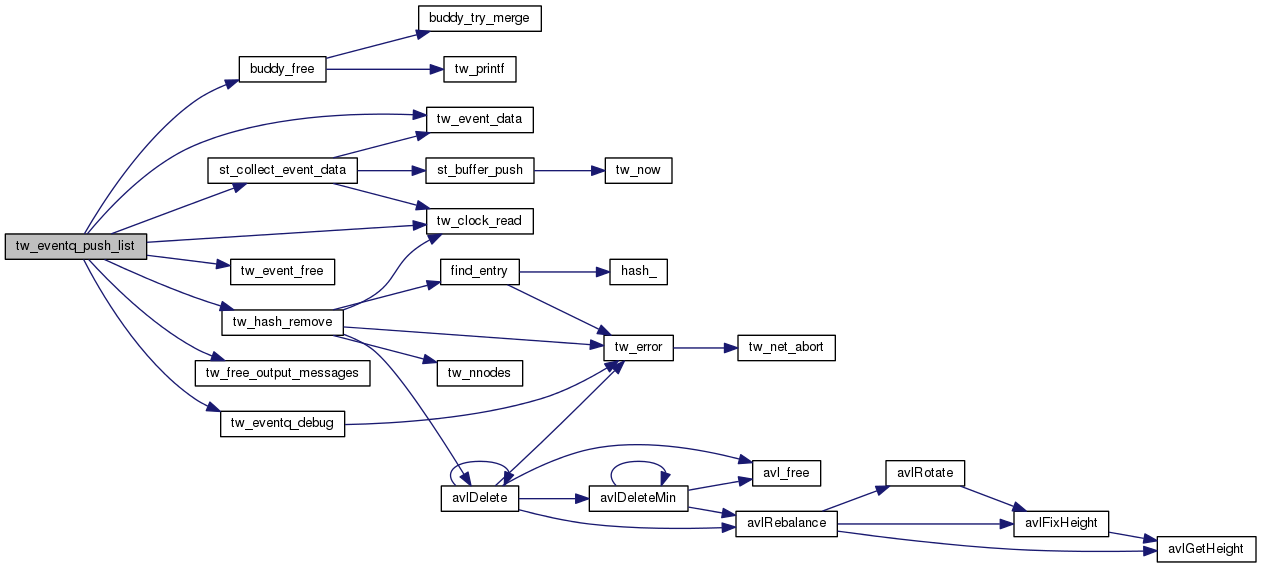 buddy_try_merge
buddy_free
tw_printf
tw_event_data
st_collect_event_data
st_buffer_push
tw_now
tw_clock_read
tw_eventq_push_list
tw_event_free
find_entry
hash_
tw_hash_remove
tw_error
tw_net_abort
tw_free_output_messages
tw_nnodes
tw_eventq_debug
avlDelete
avlDeleteMin
avl_free
avlRotate
avlRebalance
avlFixHeight
avlGetHeight